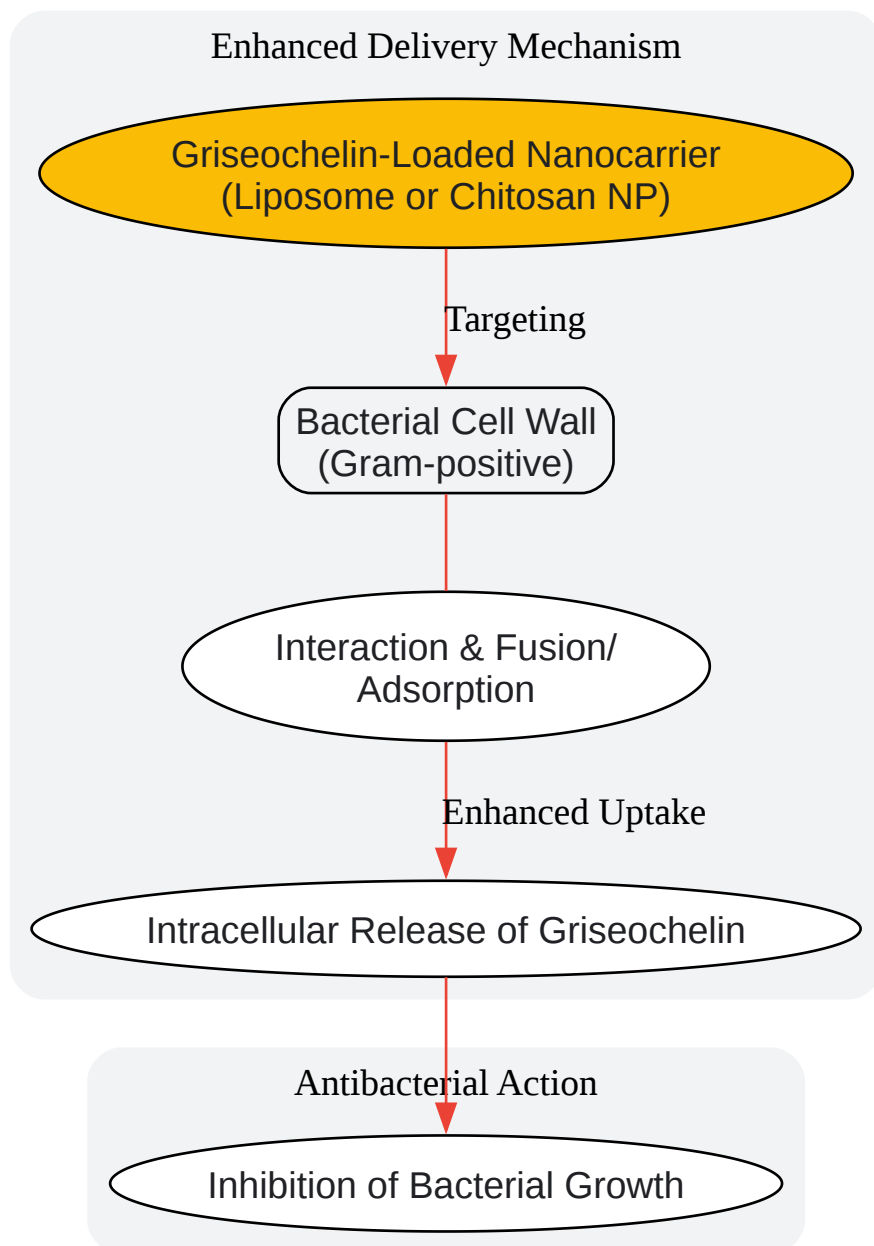 Enhanced Delivery Mechanism
Griseochelin-Loaded Nanocarrier
(Liposome or Chitosan NP)
Targeting
Bacterial Cell Wall
(Gram-positive)
Interaction & Fusion/
Adsorption
Enhanced Uptake
Intracellular Release of Griseochelin
Antibacterial Action
Inhibition of Bacterial Growth